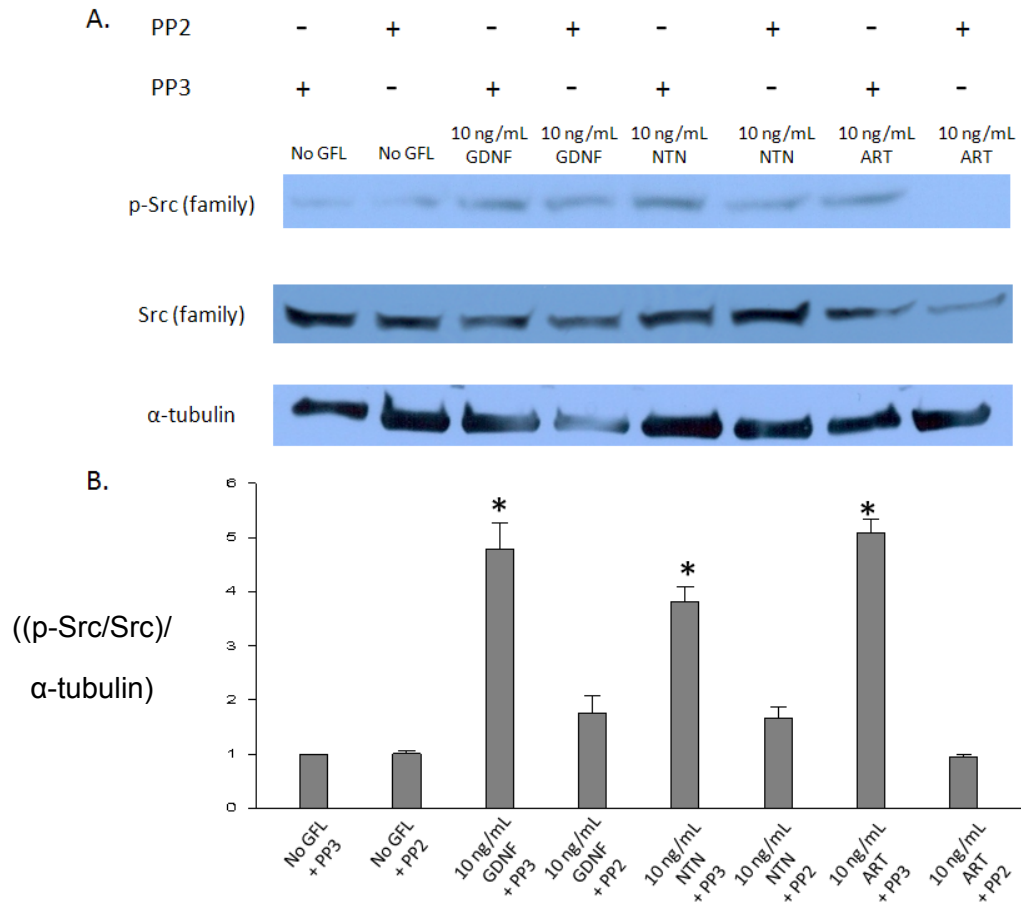 A.
PP2 - + - + - + - +
PP3 + - + - + - + -
No GFL No GFL 10 ng/mL GDNF 10 ng/mL GDNF 10 ng/mL NTN 10 ng/mL NTN 10 ng/mL ART 10 ng/mL ART
p-Src (family)
Src (family)
α-tubulin
B.
6
5
4
3
2
1
0
* * *
((p-Src/Src)/
α-tubulin)
No GFL
+ PP3
No GFL
+ PP2
10 ng/mL
GDNF
+ PP3
10 ng/mL
GDNF
+ PP2
10 ng/mL
NTN
+ PP3
10 ng/mL
NTN
+ PP2
10 ng/mL
ART
+ PP3
10 ng/mL
ART
+ PP2